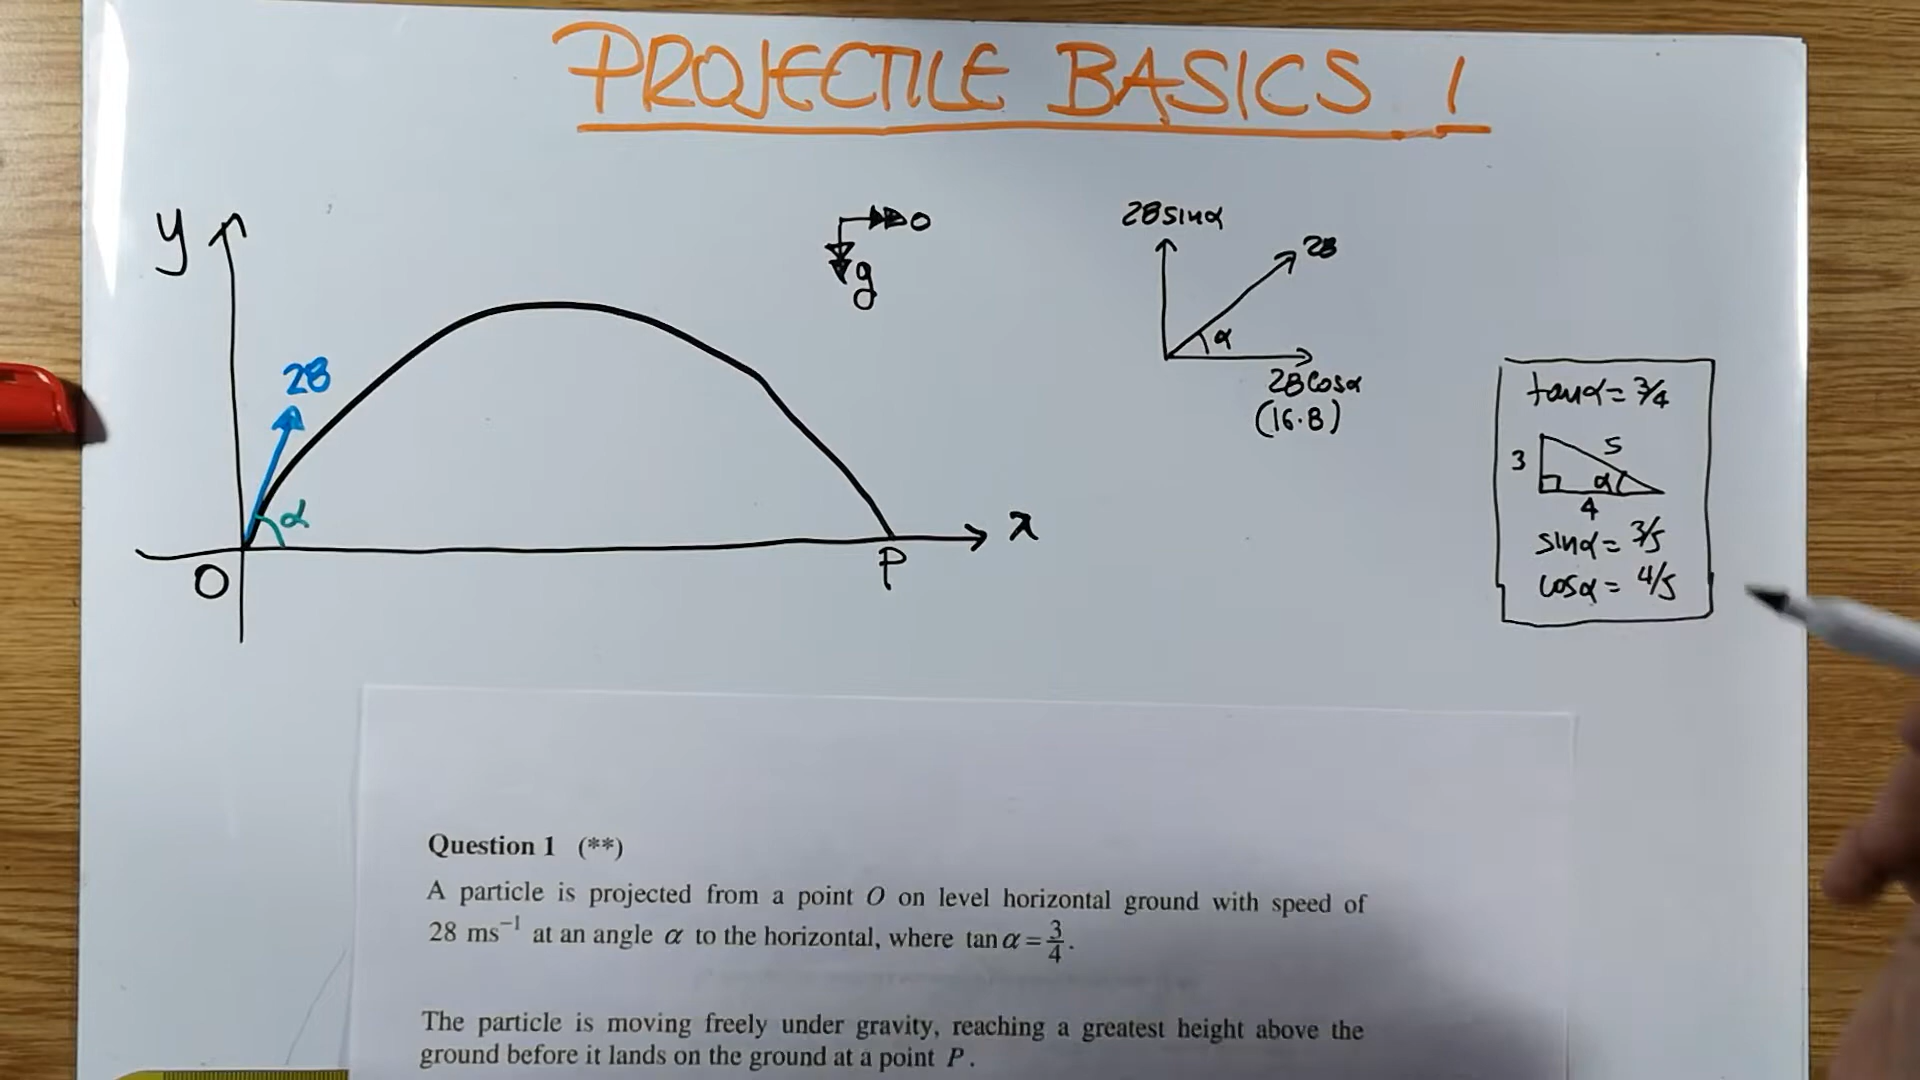 PROJECTILE BASICS 1
y
0
g
28
α
O
P
x
28sinα
28
α
28cosα
(16.8)
tanα = 3/4
3
5
α
4
sinα = 3/5
cosα = 4/5
Question 1 (**)
A particle is projected from a point O on level horizontal ground with speed of
28 ms⁻¹ at an angle α to the horizontal, where tan α = 3/4.
The particle is moving freely under gravity, reaching a greatest height above the
ground before it lands on the ground at a point P.